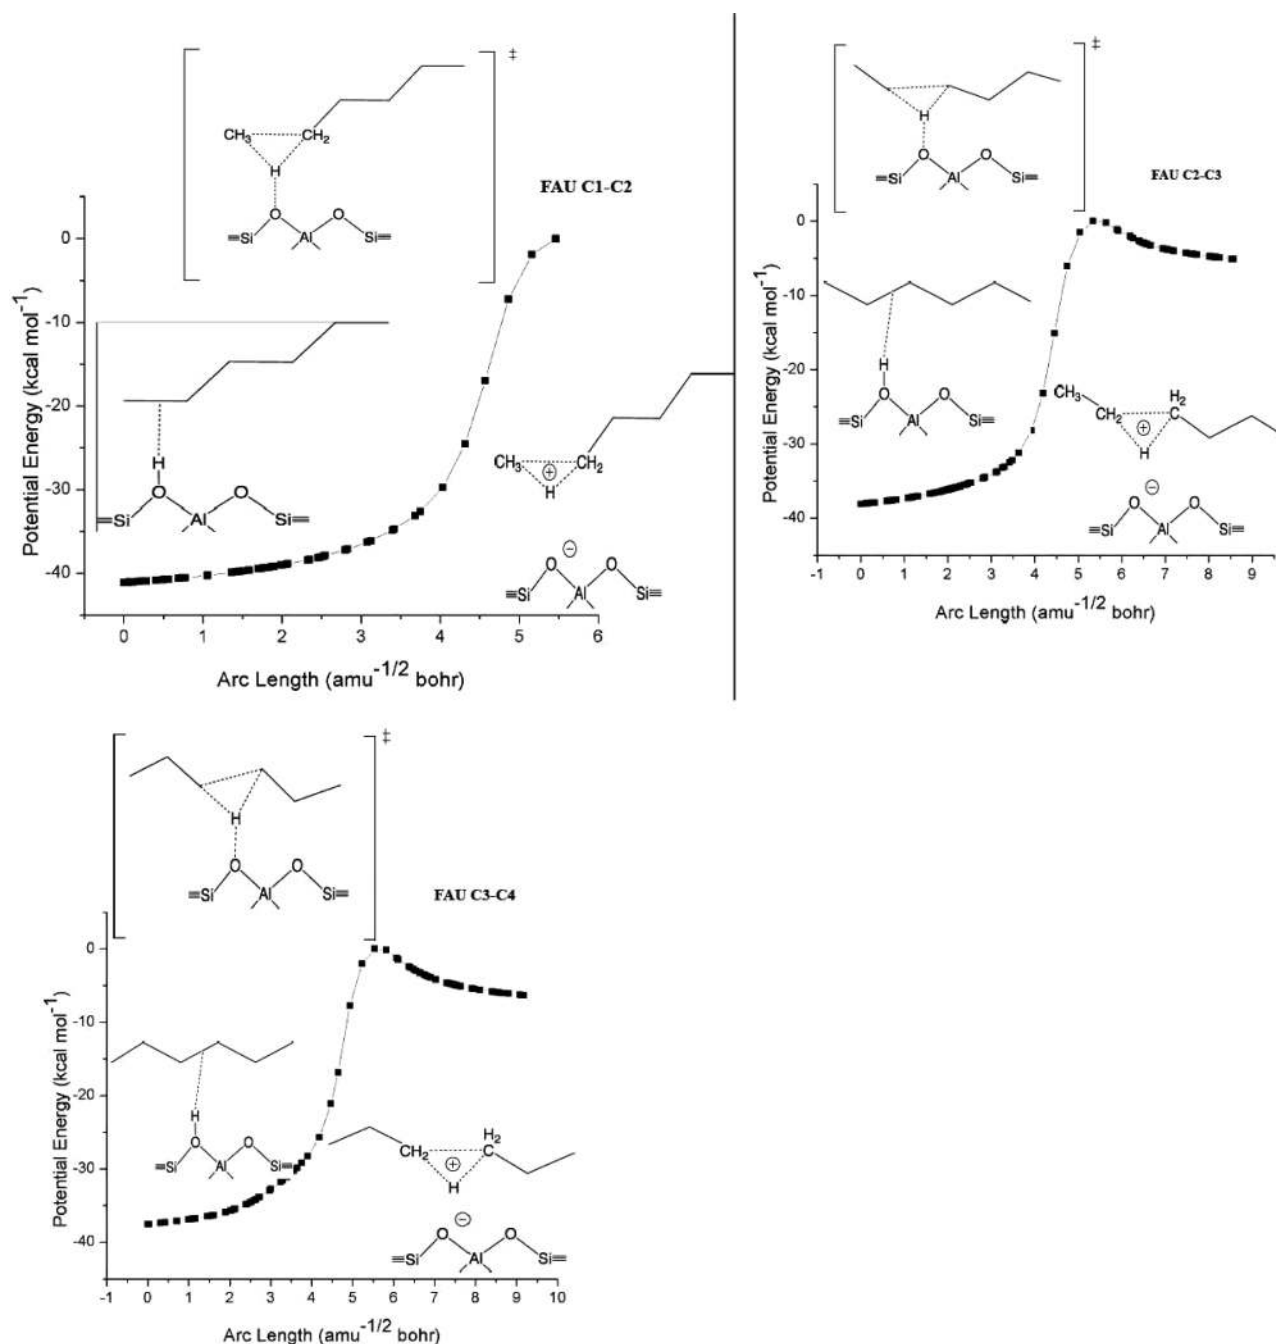 ‡
CH₃ CH₂
H
O O
≡Si Al Si≡
FAU C1-C2
Potential Energy (kcal mol⁻¹)
0
-10
-20
-30
-40
H
O O
≡Si Al Si≡
CH₃ CH₂
⊕
H
⊖
O O
≡Si Al Si≡
0 1 2 3 4 5 6
Arc Length (amu⁻¹/² bohr)
‡
H
O O
≡Si Al Si≡
FAU C2-C3
Potential Energy (kcal mol⁻¹)
0
-10
-20
-30
-40
H
O O
≡Si Al Si≡
CH₃ H₂
CH₂ C
⊕
H
⊖
O O
≡Si Al Si≡
-1 0 1 2 3 4 5 6 7 8 9
Arc Length (amu⁻¹/² bohr)
‡
H
O O
≡Si Al Si≡
FAU C3-C4
Potential Energy (kcal mol⁻¹)
0
-10
-20
-30
-40
H
O O
≡Si Al Si≡
H₂
CH₂ C
⊕
H
⊖
O O
≡Si Al Si≡
-1 0 1 2 3 4 5 6 7 8 9 10
Arc Length (amu⁻¹/² bohr)